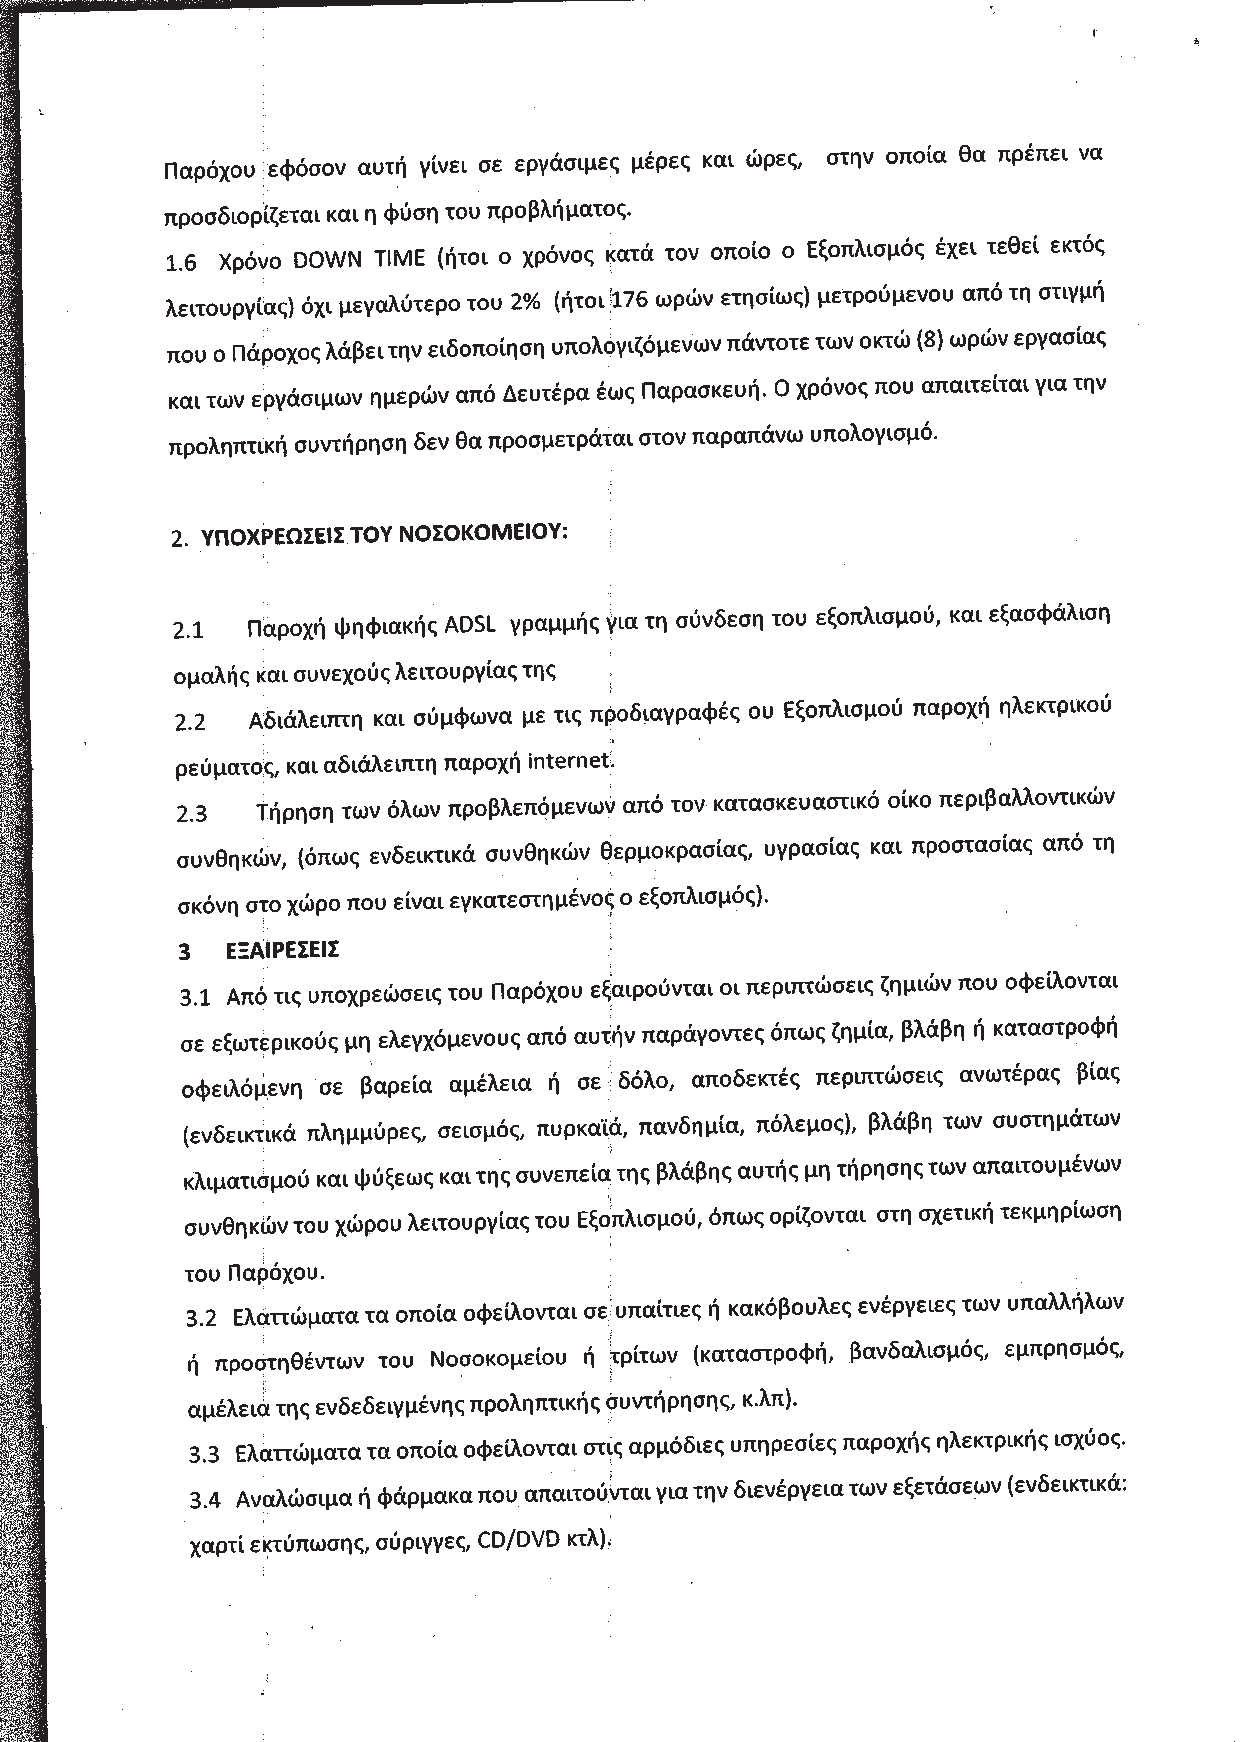 Παρόχου εφόσον αυτή γίνει σε εργάσιμες μέρες και ώρες, στην οποία θα πρέπει να
προσδιορίζεται και η φύση του προβλήματος.
1.6 Χρόνο DOWN TIME (ήτοι ο χρόνος κατά τον οποίο ο Εξοπλισμός έχει τεθεί εκτός
λειτουργίας) όχι μεγαλύτερο του 2% (ήτοι 176 ωρών ετησίως) μετρούμενου από τη στιγμή
που ο Πάροχος λάβει την ειδοποίηση υπολογιζόμενων πάντοτε των οκτώ (8) ωρών εργασίας
και των εργάσιμων ημερών από Δευτέρα έως Παρασκευή. Ο χρόνος που απαιτείται για την
προληπτική συντήρηση δεν θα προσμετράται στον παραπάνω υπολογισμό.
2. ΥΠΟΧΡΕΩΣΕΙΣ ΤΟΥ ΝΟΣΟΚΟΜΕΙΟΥ:
2.1 Παροχή ψηφιακής ADSL γραμμής για τη σύνδεση του εξοπλισμού, και εξασφάλιση
ομαλής και συνεχούς λειτουργίας της
2.2 Αδιάλειπτη και σύμφωνα με τις προδιαγραφές ου Εξοπλισμού παροχή ηλεκτρικού
ρεύματος, και αδιάλειπτη παροχή internet.
2.3 Τήρηση των όλων προβλεπόμενων από τον κατασκευαστικό οίκο περιβαλλοντικών
συνθηκών, (όπως ενδεικτικά συνθηκών θερμοκρασίας, υγρασίας και προστασίας από τη
σκόνη στο χώρο που είναι εγκατεστημένος ο εξοπλισμός).
3 ΕΞΑΙΡΕΣΕΙΣ
3.1 Από τις υποχρεώσεις του Παρόχου εξαιρούνται οι περιπτώσεις ζημιών που οφείλονται
σε εξωτερικούς μη ελεγχόμενους από αυτήν παράγοντες όπως ζημία, βλάβη ή καταστροφή
οφειλόμενη σε βαρεία αμέλεια ή σε δόλο, αποδεκτές περιπτώσεις ανωτέρας βίας
(ενδεικτικά πλημμύρες, σεισμός, πυρκαϊά, πανδημία, πόλεμος), βλάβη των συστημάτων
κλιματισμού και ψύξεως και της συνεπεία της βλάβης αυτής μη τήρησης των απαιτουμένων
συνθηκών του χώρου λειτουργίας του Εξοπλισμού, όπως ορίζονται στη σχετική τεκμηρίωση
του Παρόχου.
3.2 Ελαττώματα τα οποία οφείλονται σε υπαίτιες ή κακόβουλες ενέργειες των υπαλλήλων
ή προστηθέντων του Νοσοκομείου ή τρίτων (καταστροφή, βανδαλισμός, εμπρησμός,
αμέλεια της ενδεδειγμένης προληπτικής συντήρησης, κ.λπ).
3.3 Ελαττώματα τα οποία οφείλονται στις αρμόδιες υπηρεσίες παροχής ηλεκτρικής ισχύος.
3.4 Αναλώσιμα ή φάρμακα που απαιτούνται για την διενέργεια των εξετάσεων (ενδεικτικά:
χαρτί εκτύπωσης, σύριγγες, CD/DVD κτλ).